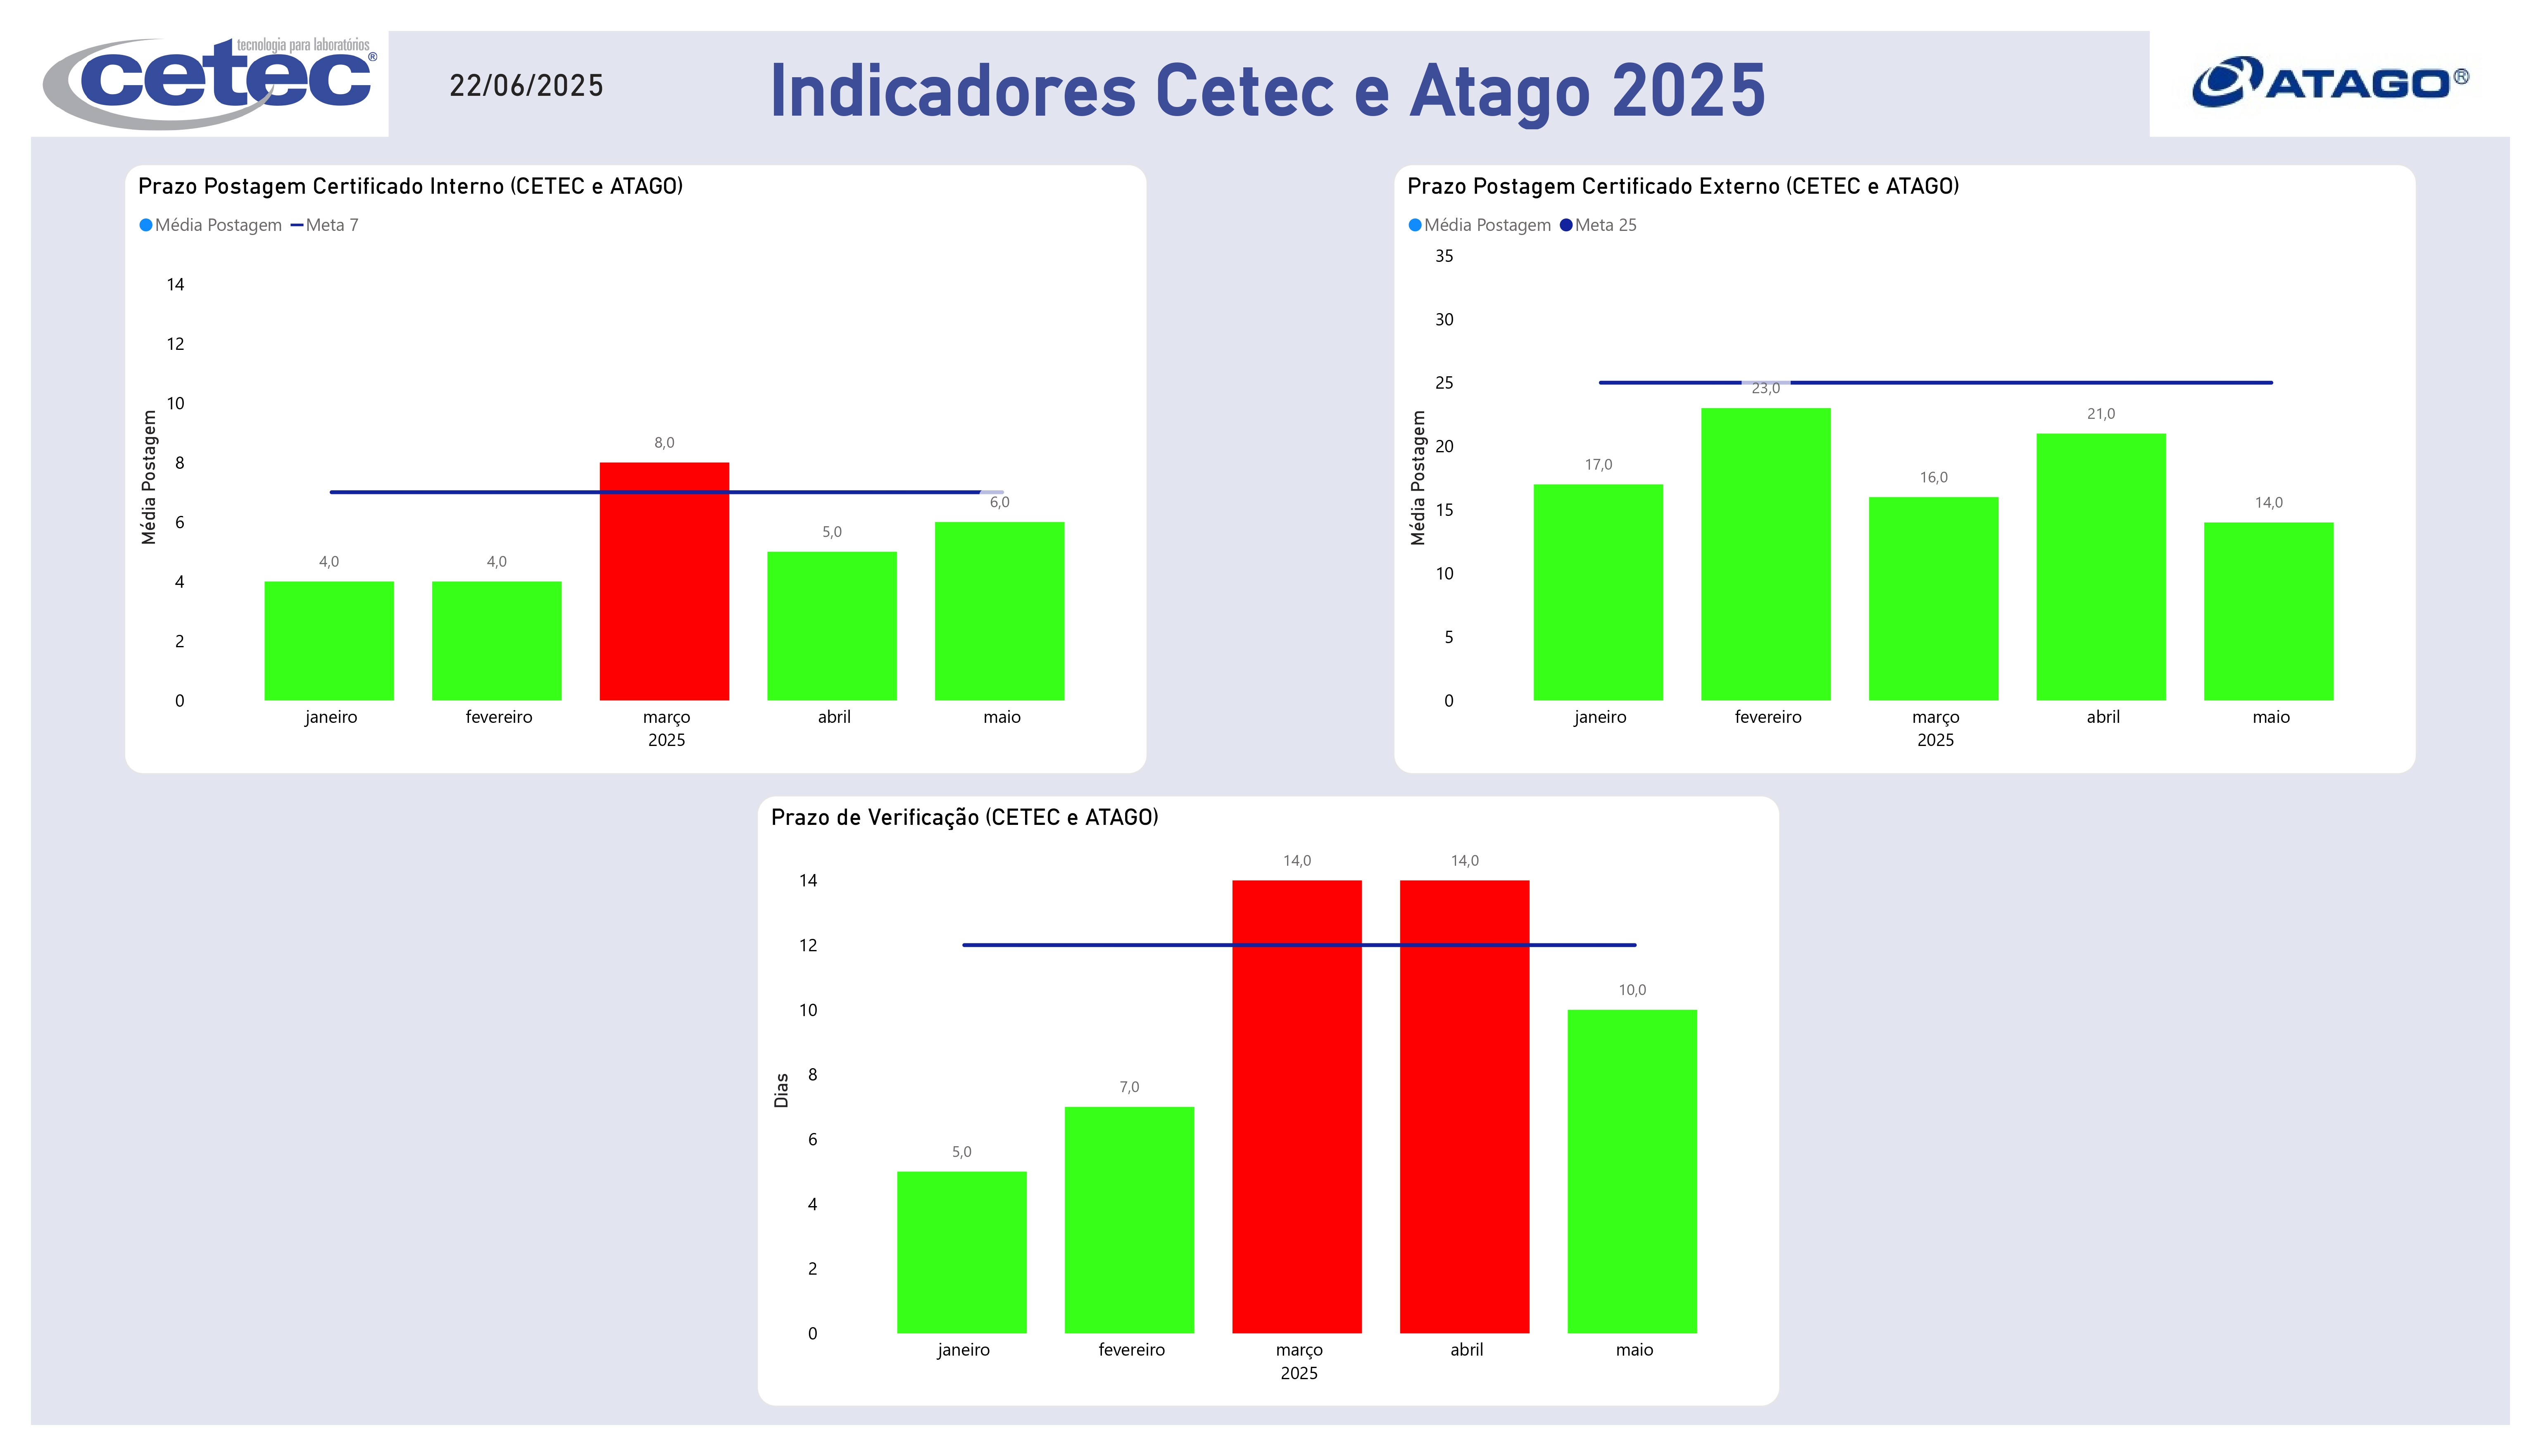 tecnologia para laboratórios
cetec®
22/06/2025
Indicadores Cetec e Atago 2025
ATAGO®
Prazo Postagem Certificado Interno (CETEC e ATAGO)
Média Postagem Meta 7
Média Postagem
14
12
10
8
6
4
2
0
4,0
4,0
8,0
5,0
6,0
janeiro
fevereiro
março
abril
maio
2025
Prazo Postagem Certificado Externo (CETEC e ATAGO)
Média Postagem Meta 25
Média Postagem
35
30
25
20
15
10
5
0
17,0
23,0
16,0
21,0
14,0
janeiro
fevereiro
março
abril
maio
2025
Prazo de Verificação (CETEC e ATAGO)
Dias
14
12
10
8
6
4
2
0
5,0
7,0
14,0
14,0
10,0
janeiro
fevereiro
março
abril
maio
2025